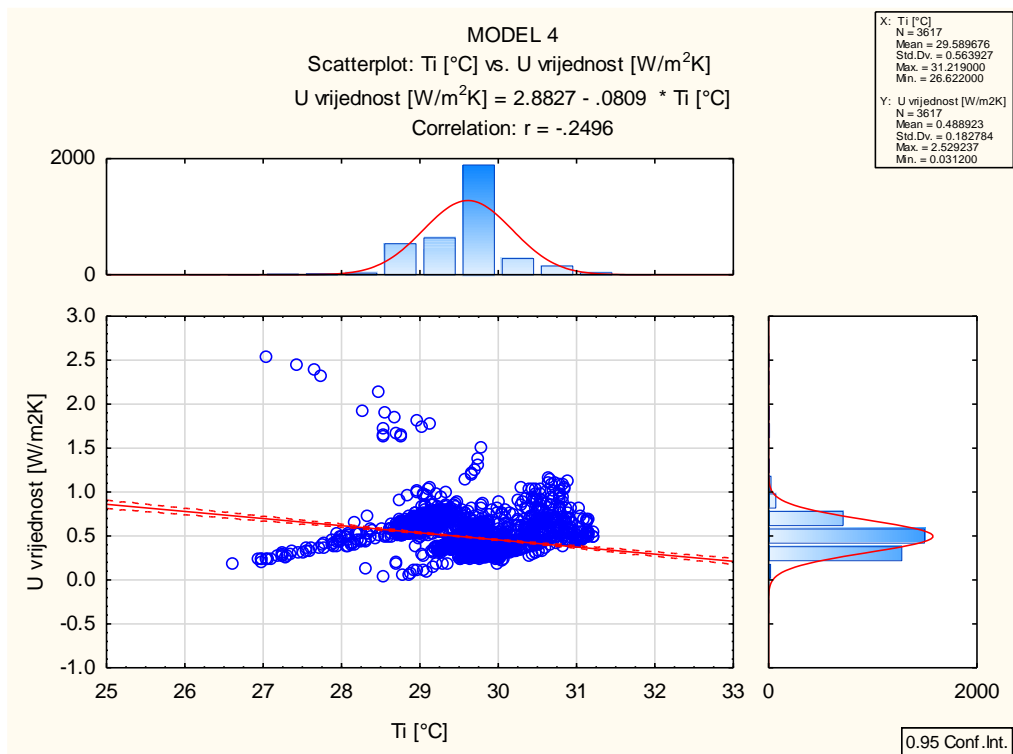 MODEL 4
Scatterplot: Ti [°C] vs. U vrijednost [W/m²K]
U vrijednost [W/m²K] = 2.8827 - .0809 * Ti [°C]
Correlation: r = -.2496
X: Ti [°C]
N = 3617
Mean = 29.589676
Std.Dv. = 0.563927
Max. = 31.219000
Min. = 26.622000
Y: U vrijednost [W/m2K]
N = 3617
Mean = 0.488923
Std.Dv. = 0.182784
Max. = 2.529237
Min. = 0.031200
2000
0
3.0
2.5
2.0
1.5
1.0
0.5
0.0
-0.5
-1.0
U vrijednost [W/m2K]
25 26 27 28 29 30 31 32 33
Ti [°C]
0 2000
0.95 Conf.Int.